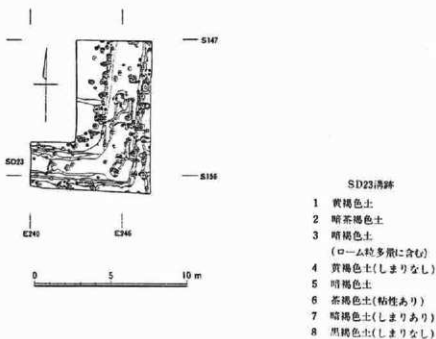 S147
SD23
S156
E240
E246
0 5 10 m
SD23溝跡
1 黄褐色土
2 暗茶褐色土
3 暗褐色土
(ローム粒多量に含む)
4 黄褐色土(しまりなし)
5 暗褐色土
6 茶褐色土(粘性あり)
7 暗褐色土(しまりあり)
8 黒褐色土(しまりなし)